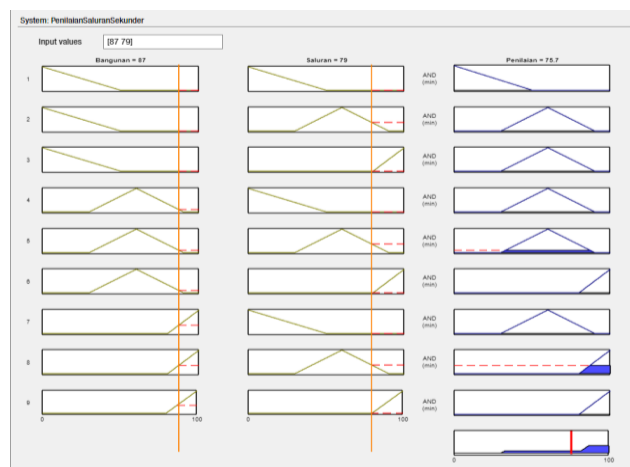 System: PenilaianSaluranSekunder
Input values [87 79]
Bangunan = 87 Saluran = 79 Penilaian = 75.7
1 AND (min)
2 AND (min)
3 AND (min)
4 AND (min)
5 AND (min)
6 AND (min)
7 AND (min)
8 AND (min)
9 AND (min)
0 100 0 100
0 100